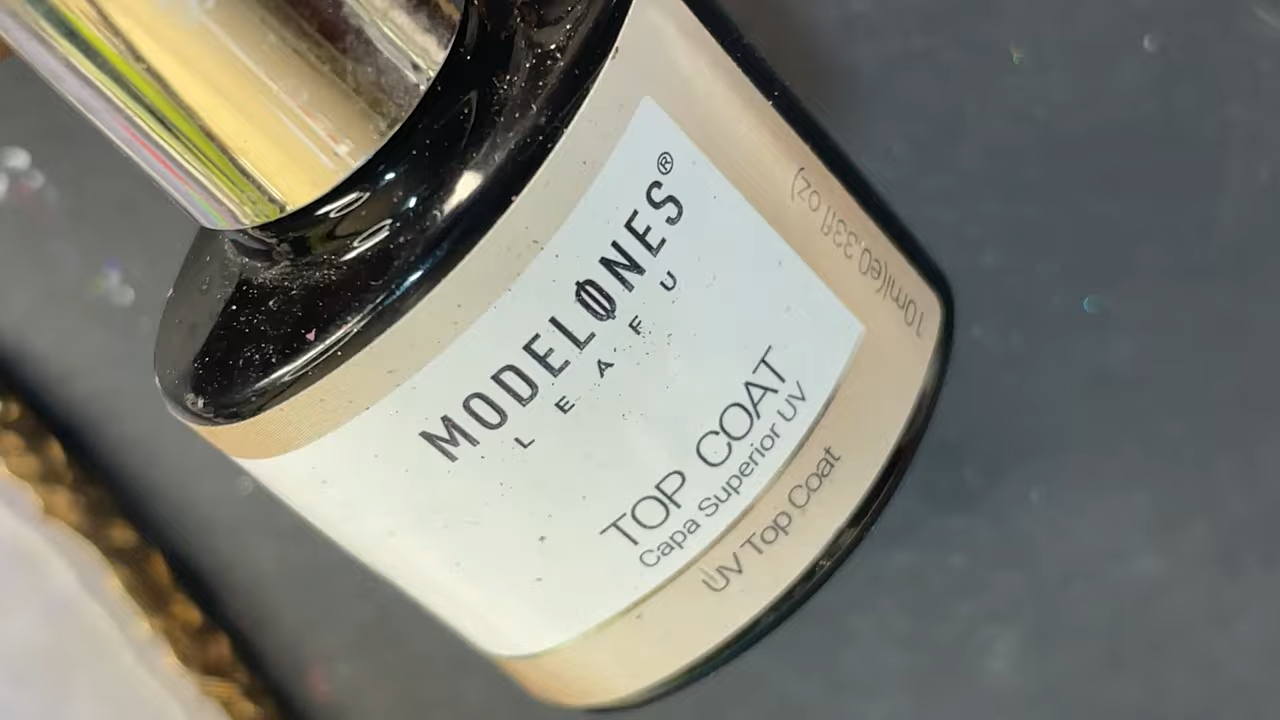 MODELONES®
LEAFU
TOP COAT
Capa Superior UV
UV Top Coat
10ml(e0.33fl oz)